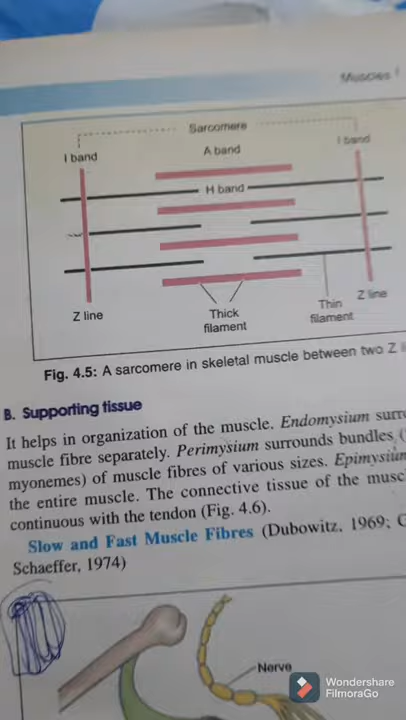 Muscles
Sarcomere
I band
A band
I band
H band
Z line
Thick
filament
Thin
filament
Z line
Fig. 4.5: A sarcomere in skeletal muscle between two Z
B. Supporting tissue
It helps in organization of the muscle. Endomysium
muscle fibre separately. Perimysium surrounds bundles
myonemes) of muscle fibres of various sizes. Epimysium
the entire muscle. The connective tissue of the
continuous with the tendon (Fig. 4.6).
Slow and Fast Muscle Fibres (Dubowitz, 1969;
Schaeffer, 1974)
Nerve
Wondershare
FilmoraGo